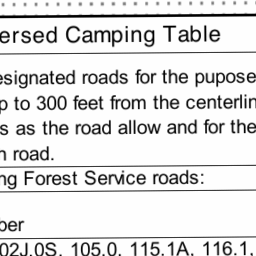 ersed Camping Table
esignated roads for the pupose
p to 300 feet from the centerlin
s as the road allow and for the
n road.
ng Forest Service roads:
ber
02J.0S, 105.0, 115.1A, 116.1,